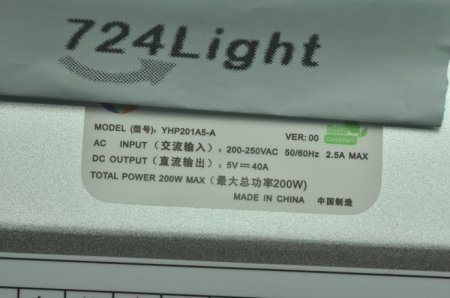 724Light
MODEL (型号): YHP201A5-A VER: 00
AC INPUT (交流输入): 200-250VAC 50/60Hz 2.5A MAX
DC OUTPUT (直流输出): 5V⎓40A
TOTAL POWER 200W MAX (最大总功率200W)
MADE IN CHINA 中国制造